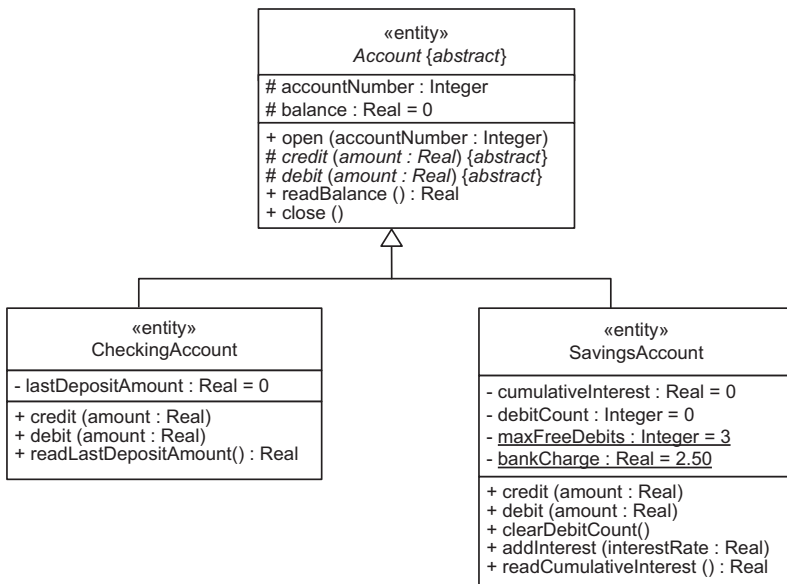 «entity»
Account {abstract}
# accountNumber : Integer
# balance : Real = 0
+ open (accountNumber : Integer)
# credit (amount : Real) {abstract}
# debit (amount : Real) {abstract}
+ readBalance () : Real
+ close ()
«entity»
CheckingAccount
- lastDepositAmount : Real = 0
+ credit (amount : Real)
+ debit (amount : Real)
+ readLastDepositAmount() : Real
«entity»
SavingsAccount
- cumulativeInterest : Real = 0
- debitCount : Integer = 0
- maxFreeDebits : Integer = 3
- bankCharge : Real = 2.50
+ credit (amount : Real)
+ debit (amount : Real)
+ clearDebitCount()
+ addInterest (interestRate : Real)
+ readCumulativeInterest () : Real